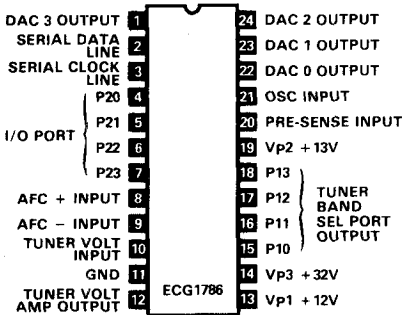 DAC 3 OUTPUT 1
SERIAL DATA LINE 2
SERIAL CLOCK LINE 3
I/O PORT
P20 4
P21 5
P22 6
P23 7
AFC + INPUT 8
AFC − INPUT 9
TUNER VOLT INPUT 10
GND 11
TUNER VOLT AMP OUTPUT 12
ECG1786
24 DAC 2 OUTPUT
23 DAC 1 OUTPUT
22 DAC 0 OUTPUT
21 OSC INPUT
20 PRE-SENSE INPUT
19 VP2 +13V
18 P13
17 P12
16 P11
15 P10
TUNER
BAND
SEL PORT
OUTPUT
14 VP3 +32V
13 VP1 +12V